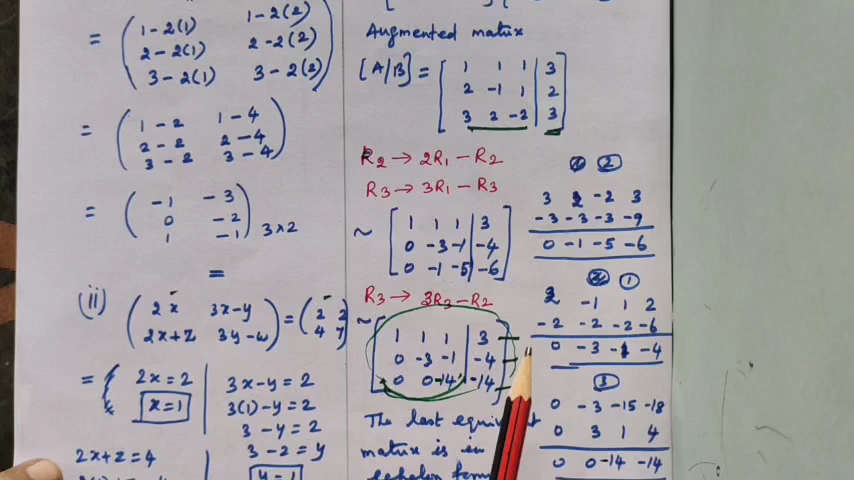 = ( 1-2(1) 1-2(2)
2-2(1) 2-2(2)
3-2(1) 3-2(2) )
= ( 1-2 1-4
2-2 2-4
3-2 3-4 )
= ( -1 -3
0 -2
1 -1 ) 3×2
=
(ii) ( 2x 3x-y
2x+z 3y-w ) = ( 2 2
4 7 )
= { 2x=2
x=1
2x+z=4
3x-y=2
3(1)-y=2
3-y=2
3-2=y
y=1
Augmented matrix
[A/B] = [ 1 1 1 | 3
2 -1 1 | 2
3 2 -2 | 3 ]
R2 → 2R1 - R2
R3 → 3R1 - R3
~ [ 1 1 1 | 3
0 -3 -1 | -4
0 -1 -5 | -6 ]
R3 → 3R3 - R2
~ [ 1 1 1 | 3
0 -3 -1 | -4
0 0 -14 | -14 ]
The last
matrix is in
echelon form
②
3 2 -2 3
-3 -3 -3 -9
0 -1 -5 -6
①
2 -1 1 2
-2 -2 -2 -6
0 -3 -1 -4
0 -3 -15 -18
0 3 1 4
0 0 -14 -14